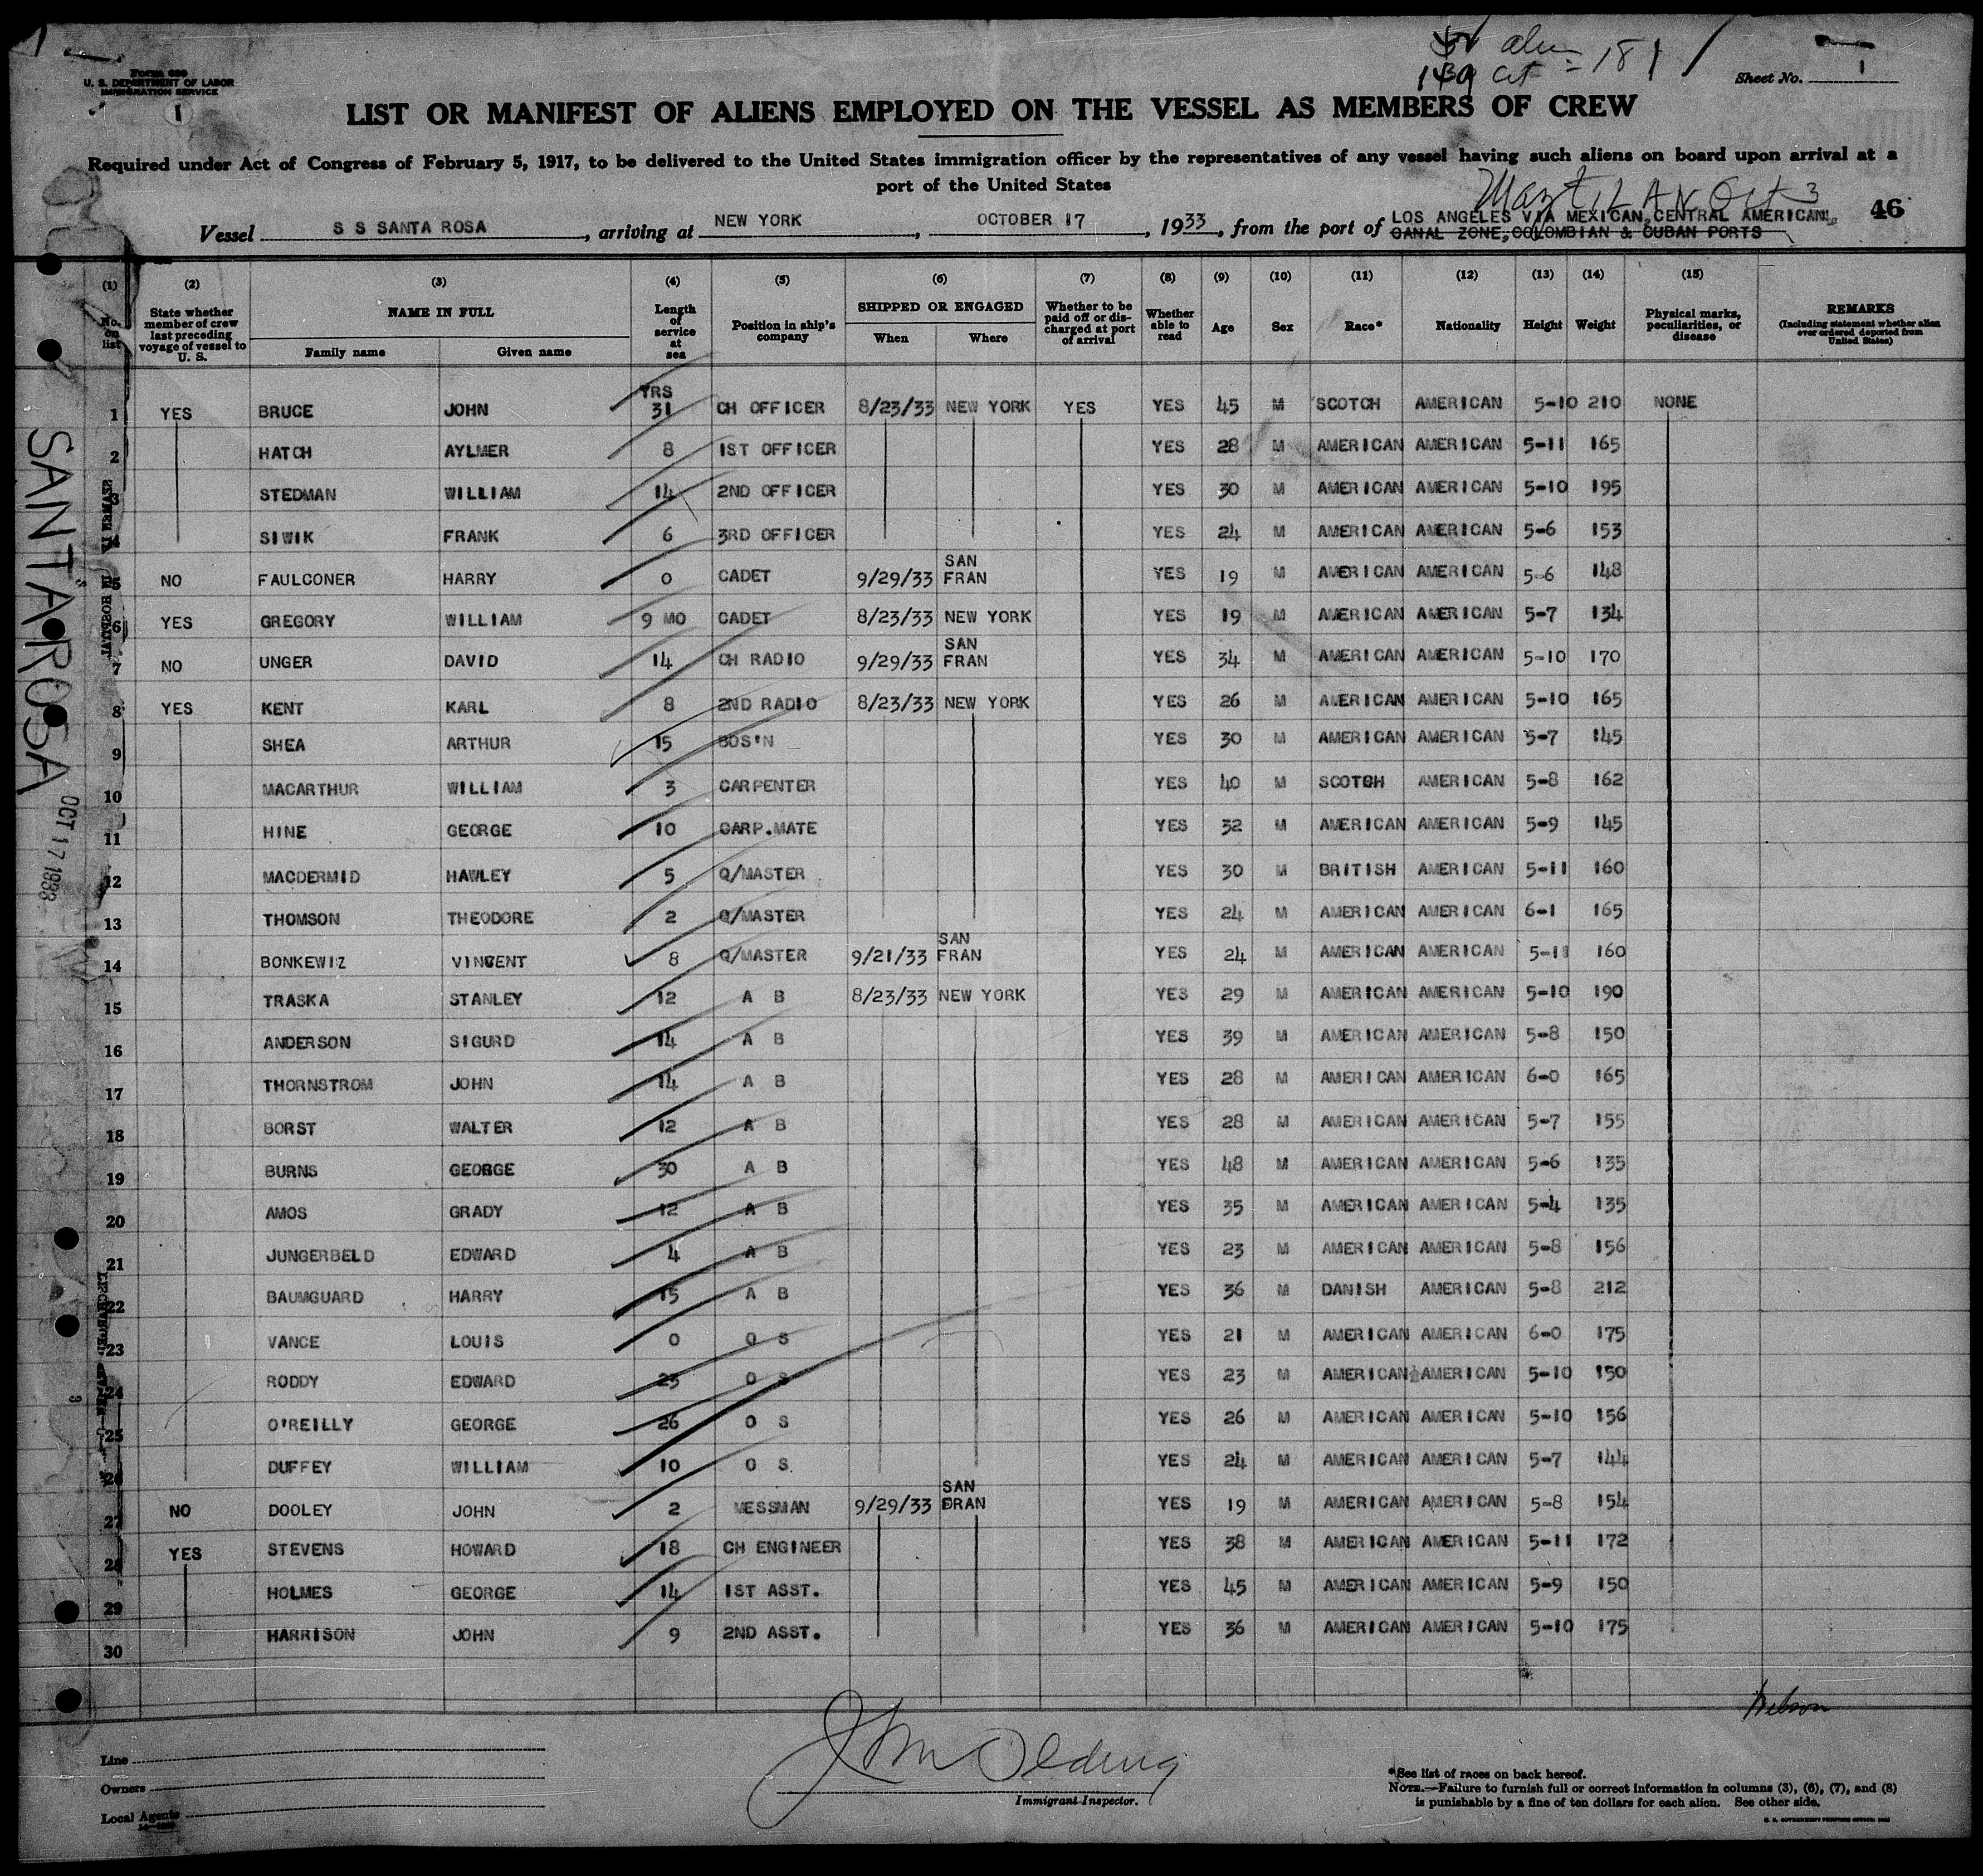 Form 689
U. S. DEPARTMENT OF LABOR
IMMIGRATION SERVICE
1
alien
139 cit = 181
Sheet No. 1
LIST OR MANIFEST OF ALIENS EMPLOYED ON THE VESSEL AS MEMBERS OF CREW
Required under Act of Congress of February 5, 1917, to be delivered to the United States immigration officer by the representatives of any vessel having such aliens on board upon arrival at a
port of the United States
MazTLAN Oct 3
46
Vessel S S SANTA ROSA, arriving at NEW YORK, OCTOBER 17, 1933, from the port of LOS ANGELES VIA MEXICAN, CENTRAL AMERICAN,
CANAL ZONE, COLOMBIAN & CUBAN PORTS
(1) (2) (3) (4) (5) (6) (7) (8) (9) (10) (11) (12) (13) (14) (15)
No. on list
State whether member of crew last preceding voyage of vessel to U. S.
NAME IN FULL
Family name Given name
Length of service at sea
Position in ship's company
SHIPPED OR ENGAGED
When Where
Whether to be paid off or discharged at port of arrival
Whether able to read
Age Sex Race* Nationality Height Weight
Physical marks, peculiarities, or disease
REMARKS
(Including statement whether alien ever ordered deported from United States)
YRS
1 YES BRUCE JOHN 31 CH OFFICER 8/23/33 NEW YORK YES YES 45 M SCOTCH AMERICAN 5-10 210 NONE
2 HATCH AYLMER 8 1ST OFFICER YES 28 M AMERICAN AMERICAN 5-11 165
3 STEDMAN WILLIAM 14 2ND OFFICER YES 30 M AMERICAN AMERICAN 5-10 195
4 SIWIK FRANK 6 3RD OFFICER YES 24 M AMERICAN AMERICAN 5-6 153
5 NO FAULCONER HARRY 0 CADET 9/29/33 SAN FRAN YES 19 M AMERICAN AMERICAN 5-6 148
6 YES GREGORY WILLIAM 9 MO CADET 8/23/33 NEW YORK YES 19 M AMERICAN AMERICAN 5-7 134
7 NO UNGER DAVID 14 CH RADIO 9/29/33 SAN FRAN YES 34 M AMERICAN AMERICAN 5-10 170
8 YES KENT KARL 8 2ND RADIO 8/23/33 NEW YORK YES 26 M AMERICAN AMERICAN 5-10 165
9 SHEA ARTHUR 15 BOS'N YES 30 M AMERICAN AMERICAN 5-7 145
10 MACARTHUR WILLIAM 3 CARPENTER YES 40 M SCOTCH AMERICAN 5-8 162
11 HINE GEORGE 10 CARP.MATE YES 32 M AMERICAN AMERICAN 5-9 145
12 MACDERMID HAWLEY 5 Q/MASTER YES 30 M BRITISH AMERICAN 5-11 160
13 THOMSON THEODORE 2 Q/MASTER YES 24 M AMERICAN AMERICAN 6-1 165
14 BONKEWIZ VINCENT 8 Q/MASTER 9/21/33 SAN FRAN YES 24 M AMERICAN AMERICAN 5-11 160
15 TRASKA STANLEY 12 A B 8/23/33 NEW YORK YES 29 M AMERICAN AMERICAN 5-10 190
16 ANDERSON SIGURD 14 A B YES 39 M AMERICAN AMERICAN 5-8 150
17 THORNSTROM JOHN 14 A B YES 28 M AMERICAN AMERICAN 6-0 165
18 BORST WALTER 12 A B YES 28 M AMERICAN AMERICAN 5-7 155
19 BURNS GEORGE 30 A B YES 48 M AMERICAN AMERICAN 5-6 135
20 AMOS GRADY 12 A B YES 35 M AMERICAN AMERICAN 5-4 135
21 JUNGERBELD EDWARD 4 A B YES 23 M AMERICAN AMERICAN 5-8 156
22 BAUMGUARD HARRY 15 A B YES 36 M DANISH AMERICAN 5-8 212
23 VANCE LOUIS 0 O S YES 21 M AMERICAN AMERICAN 6-0 175
24 RODDY EDWARD 23 O S YES 23 M AMERICAN AMERICAN 5-10 150
25 O'REILLY GEORGE 26 O S YES 26 M AMERICAN AMERICAN 5-10 156
26 DUFFEY WILLIAM 10 O S YES 24 M AMERICAN AMERICAN 5-7 144
27 NO DOOLEY JOHN 2 MESSMAN 9/29/33 SAN DRAN YES 19 M AMERICAN AMERICAN 5-8 154
28 YES STEVENS HOWARD 18 CH ENGINEER YES 38 M AMERICAN AMERICAN 5-11 172
29 HOLMES GEORGE 14 1ST ASST. YES 45 M AMERICAN AMERICAN 5-9 150
30 HARRISON JOHN 9 2ND ASST. YES 36 M AMERICAN AMERICAN 5-10 175
SANTA ROSA
OCT 17 1933
Nelson
Line
Owners
Local Agents
Immigrant Inspector.
*See list of races on back hereof.
NOTE.—Failure to furnish full or correct information in columns (3), (6), (7), and (8)
is punishable by a fine of ten dollars for each alien. See other side.